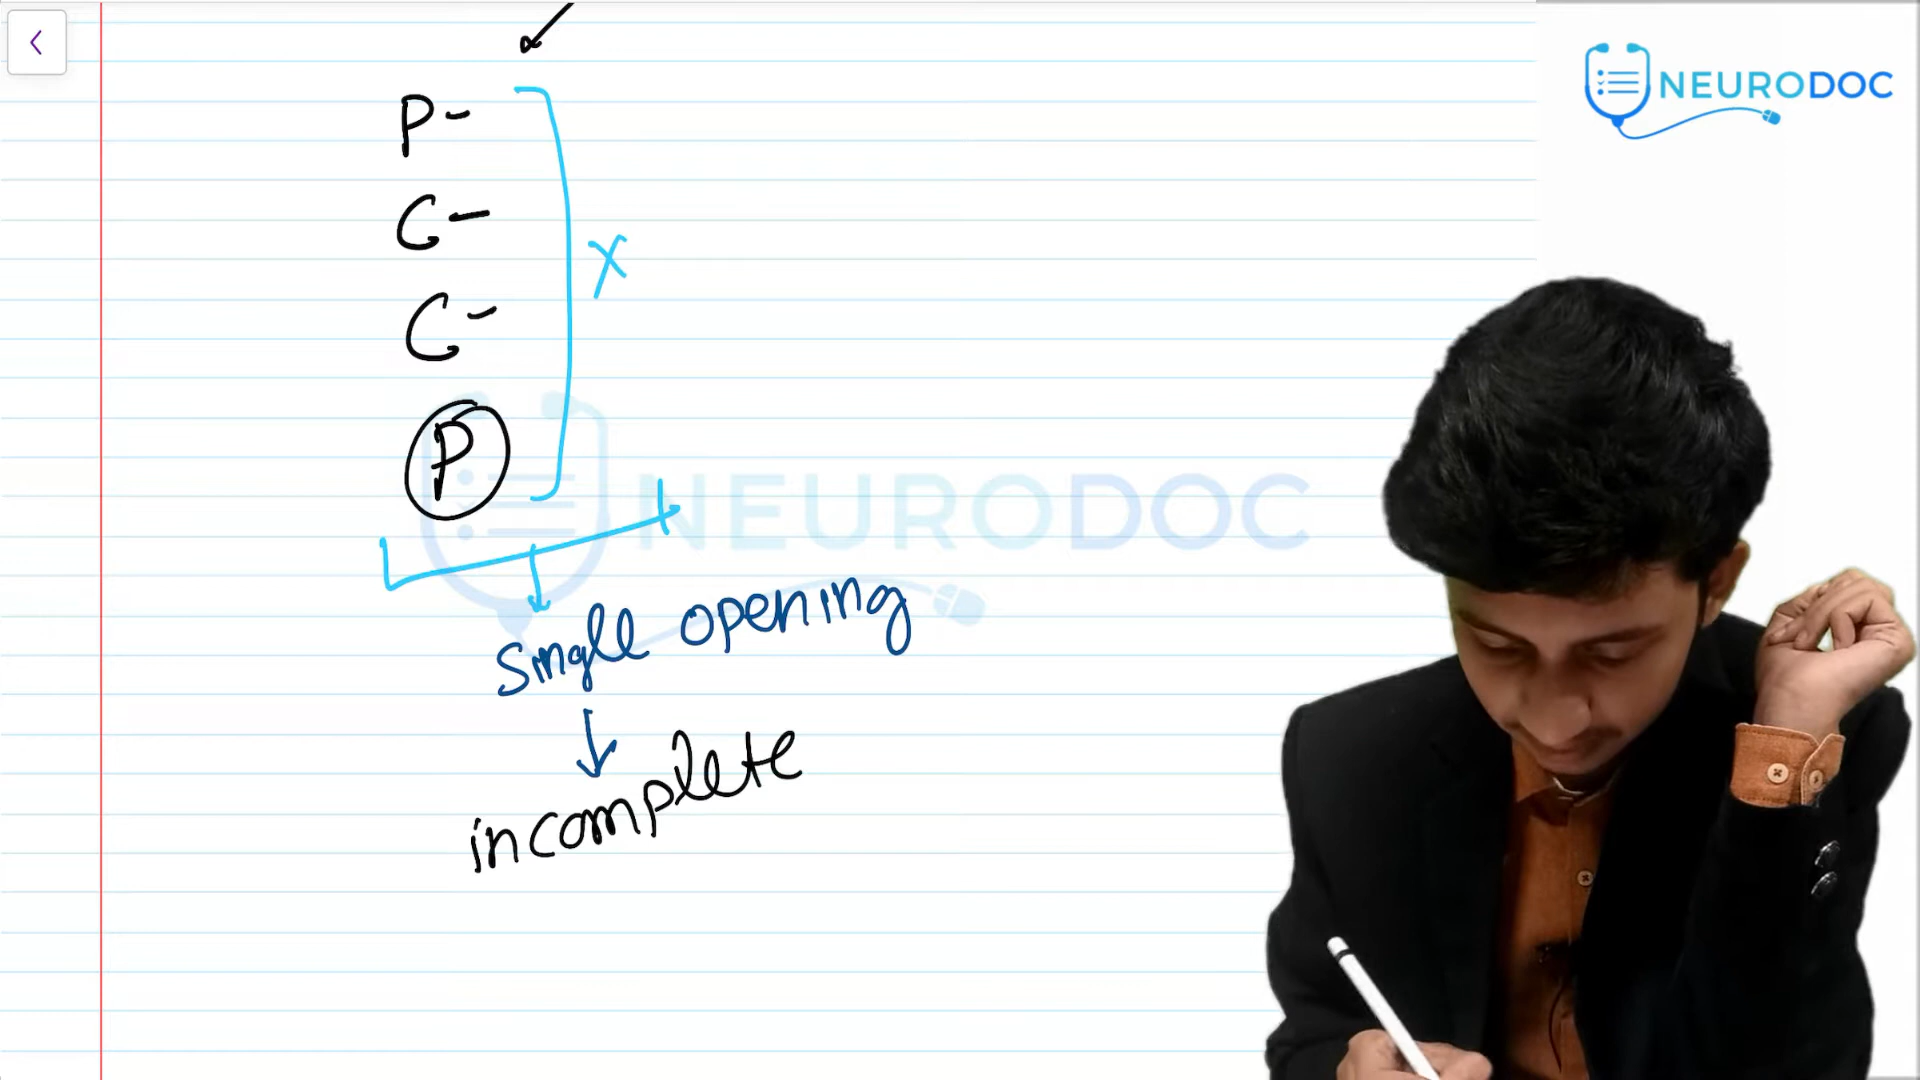 NEURODOC
P-
C-
C-
X
P
NEURODOC
single opening
incomplete